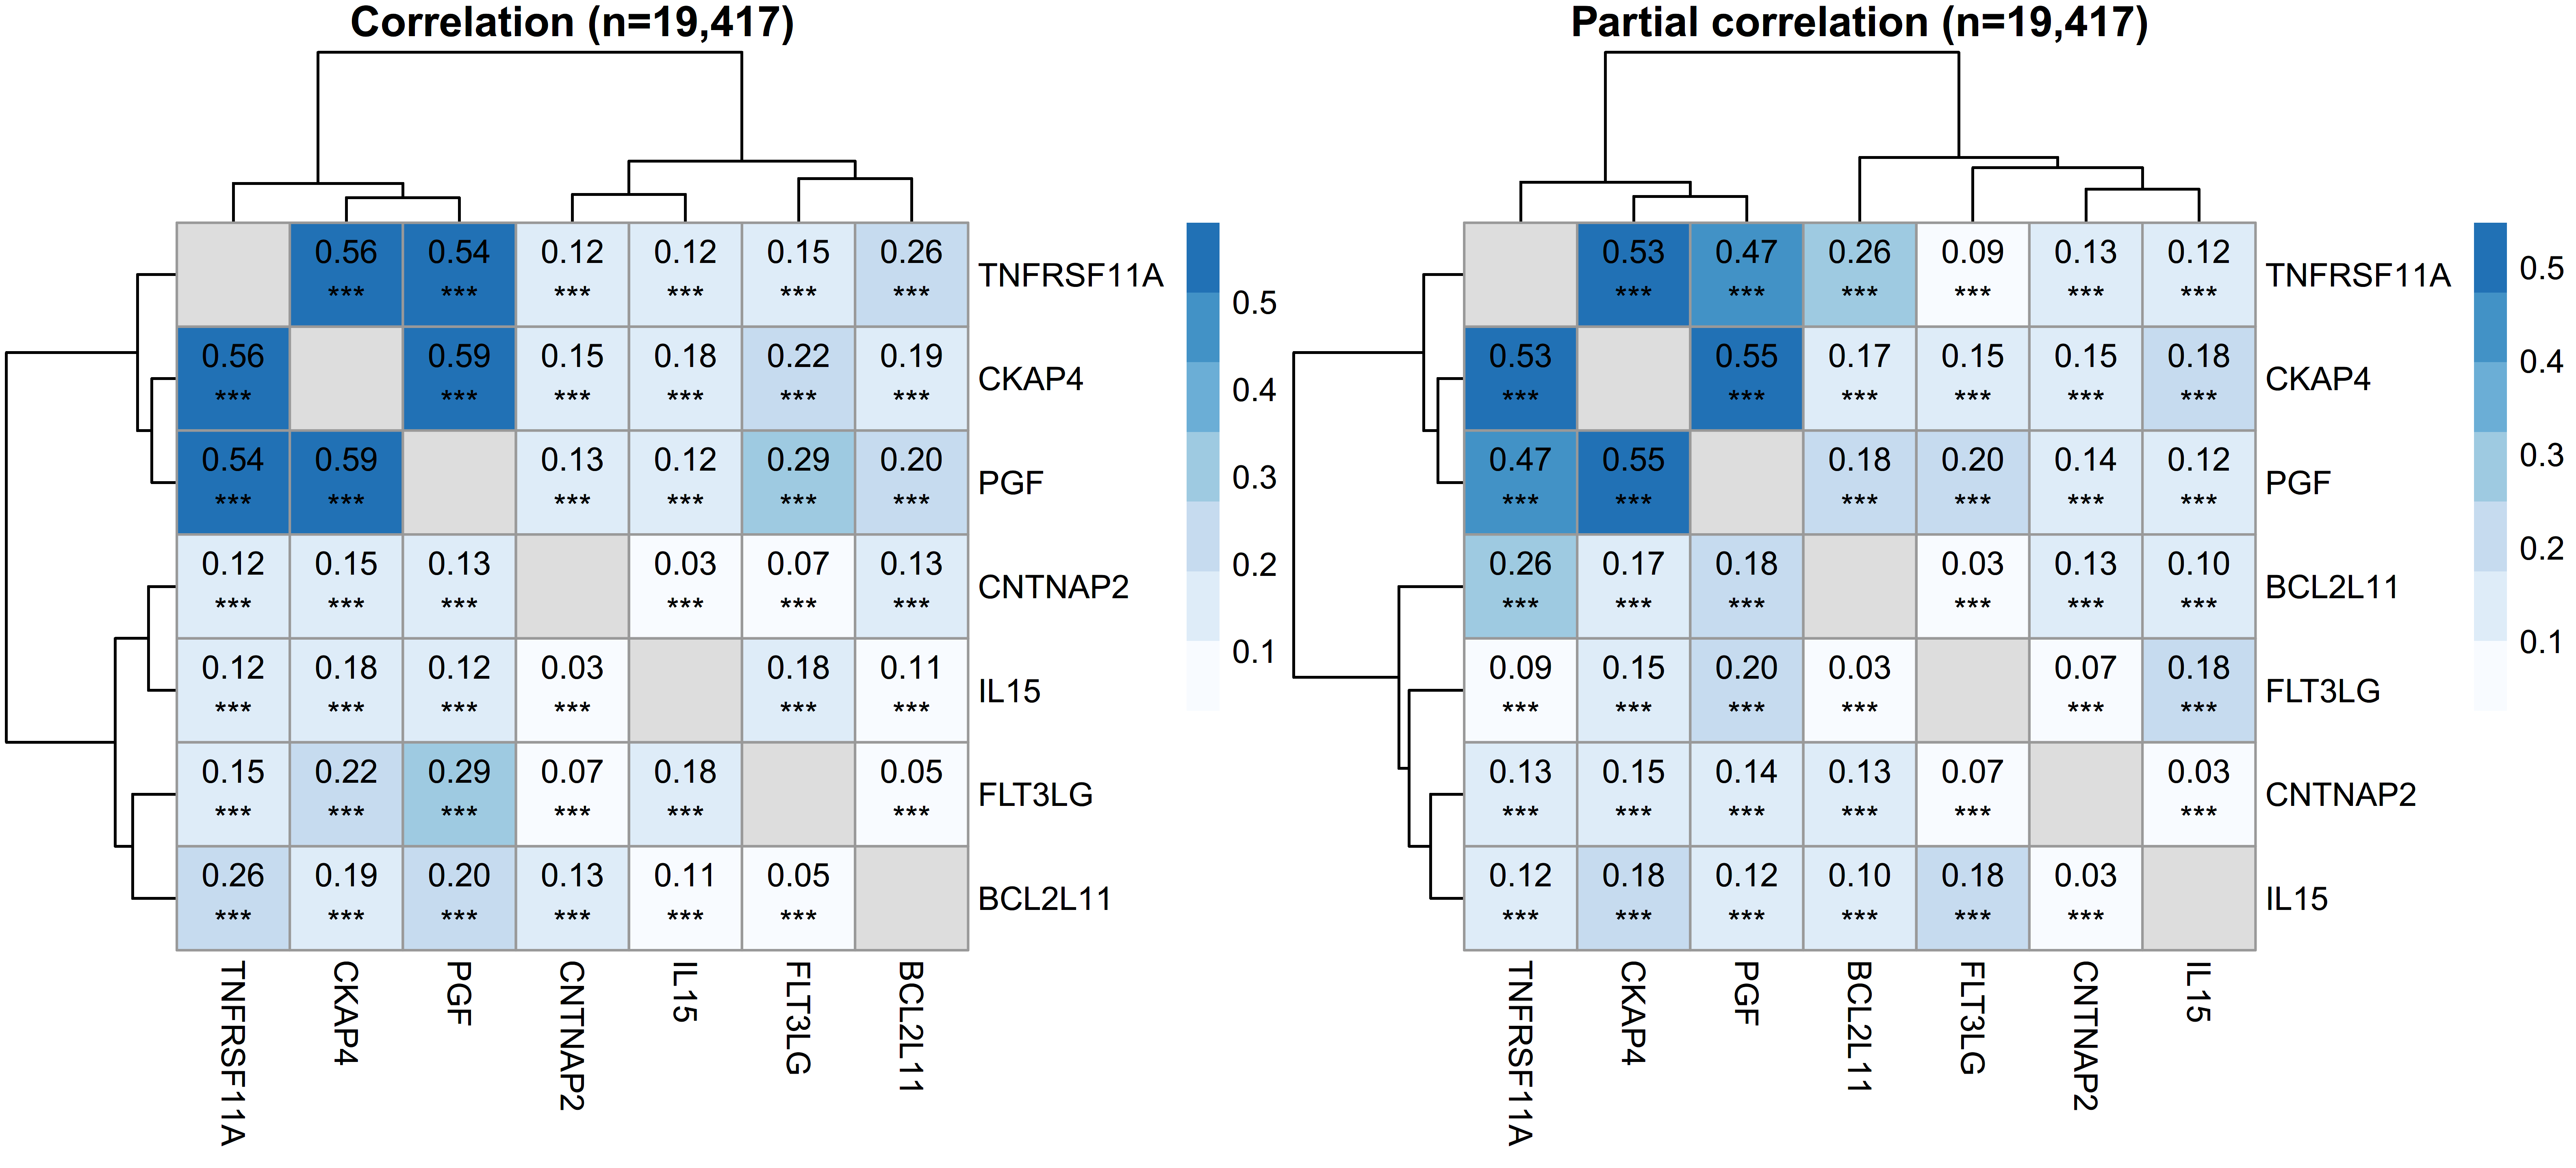 Correlation (n=19,417)
0.56 0.54 0.12 0.12 0.15 0.26
*** *** *** *** *** ***
TNFRSF11A
0.56 0.59 0.15 0.18 0.22 0.19
*** *** *** *** *** ***
CKAP4
0.54 0.59 0.13 0.12 0.29 0.20
*** *** *** *** *** ***
PGF
0.12 0.15 0.13 0.03 0.07 0.13
*** *** *** *** *** ***
CNTNAP2
0.12 0.18 0.12 0.03 0.18 0.11
*** *** *** *** *** ***
IL15
0.15 0.22 0.29 0.07 0.18 0.05
*** *** *** *** *** ***
FLT3LG
0.26 0.19 0.20 0.13 0.11 0.05
*** *** *** *** *** ***
BCL2L11
TNFRSF11A
CKAP4
PGF
CNTNAP2
IL15
FLT3LG
BCL2L11
0.5
0.4
0.3
0.2
0.1
Partial correlation (n=19,417)
0.53 0.47 0.26 0.09 0.13 0.12
*** *** *** *** *** ***
TNFRSF11A
0.53 0.55 0.17 0.15 0.15 0.18
*** *** *** *** *** ***
CKAP4
0.47 0.55 0.18 0.20 0.14 0.12
*** *** *** *** *** ***
PGF
0.26 0.17 0.18 0.03 0.13 0.10
*** *** *** *** *** ***
BCL2L11
0.09 0.15 0.20 0.03 0.07 0.18
*** *** *** *** *** ***
FLT3LG
0.13 0.15 0.14 0.13 0.07 0.03
*** *** *** *** *** ***
CNTNAP2
0.12 0.18 0.12 0.10 0.18 0.03
*** *** *** *** *** ***
IL15
TNFRSF11A
CKAP4
PGF
BCL2L11
FLT3LG
CNTNAP2
IL15
0.5
0.4
0.3
0.2
0.1